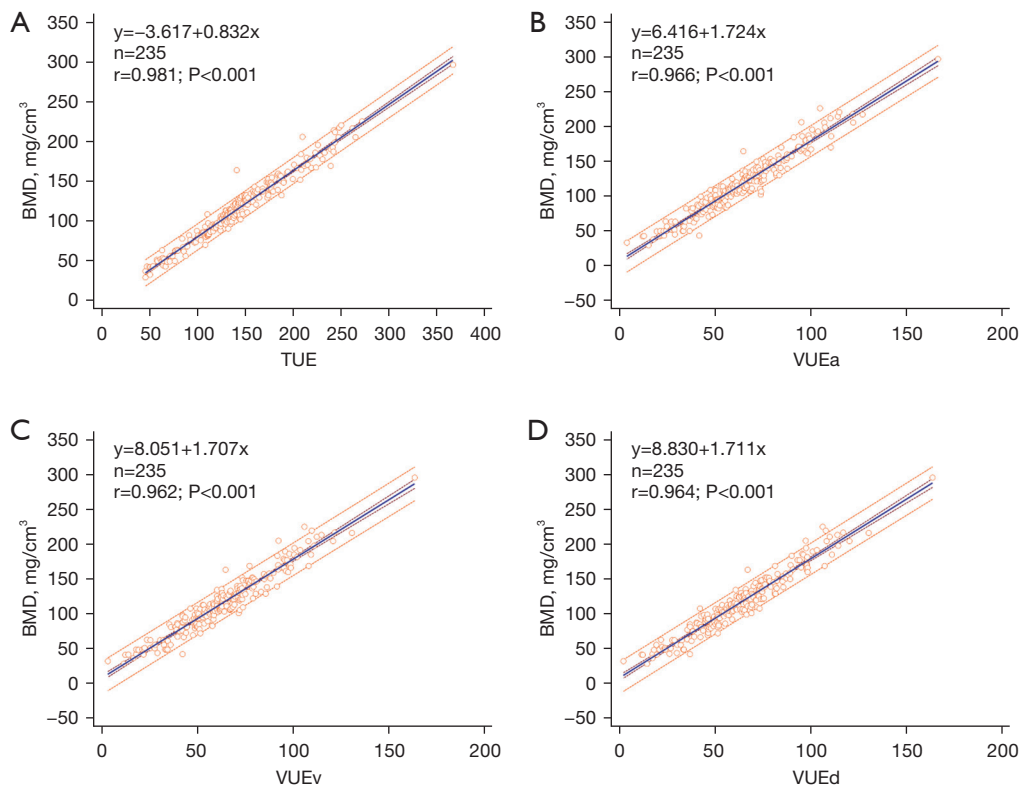 A
y=−3.617+0.832x
n=235
r=0.981; P<0.001
BMD, mg/cm³
350
300
250
200
150
100
50
0
0 50 100 150 200 250 300 350 400
TUE
B
y=6.416+1.724x
n=235
r=0.966; P<0.001
BMD, mg/cm³
350
300
250
200
150
100
50
0
−50
0 50 100 150 200
VUEa
C
y=8.051+1.707x
n=235
r=0.962; P<0.001
BMD, mg/cm³
350
300
250
200
150
100
50
0
−50
0 50 100 150 200
VUEv
D
y=8.830+1.711x
n=235
r=0.964; P<0.001
BMD, mg/cm³
350
300
250
200
150
100
50
0
−50
0 50 100 150 200
VUEd